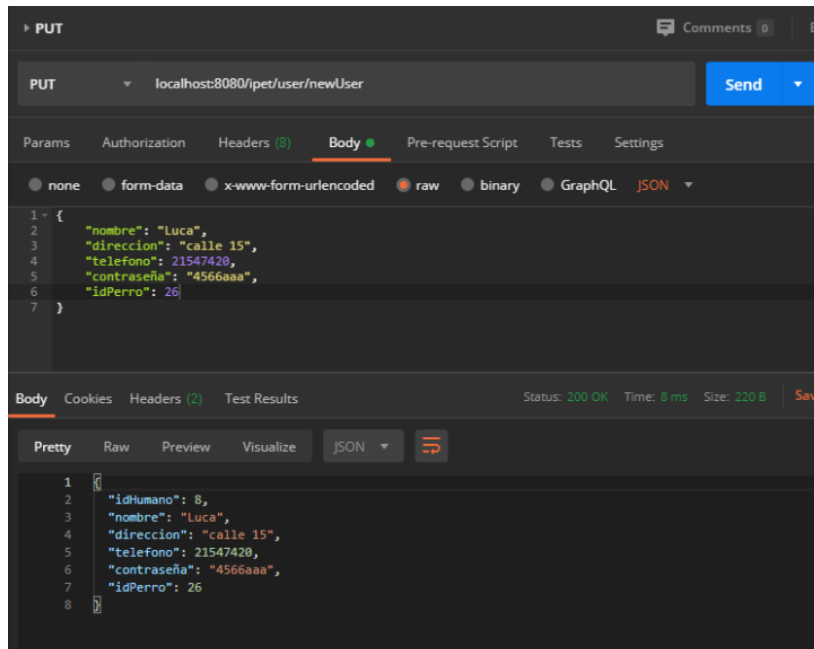 PUT Comments 0
PUT localhost:8080/ipet/user/newUser Send
Params Authorization Headers (8) Body Pre-request Script Tests Settings
none form-data x-www-form-urlencoded raw binary GraphQL JSON
1 {
2 "nombre": "Luca",
3 "direccion": "calle 15",
4 "telefono": 21547420,
5 "contraseña": "4566aaa",
6 "idPerro": 26
7 }
Body Cookies Headers (2) Test Results Status: 200 OK Time: 8 ms Size: 220 B Sav
Pretty Raw Preview Visualize JSON
1 {
2 "idHumano": 8,
3 "nombre": "Luca",
4 "direccion": "calle 15",
5 "telefono": 21547420,
6 "contraseña": "4566aaa",
7 "idPerro": 26
8 }